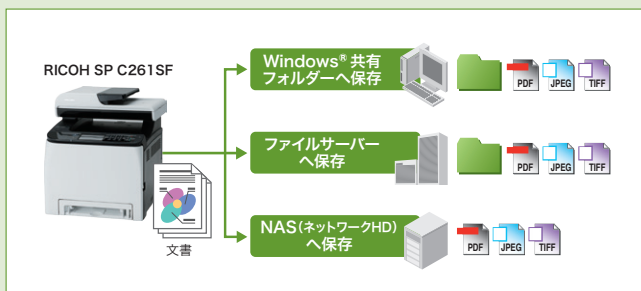 RICOH SP C261SF
文書
Windows® 共有
フォルダーへ保存
PDF
JPEG
TIFF
ファイルサーバー
へ保存
PDF
JPEG
TIFF
NAS(ネットワークHD)
へ保存
PDF
JPEG
TIFF